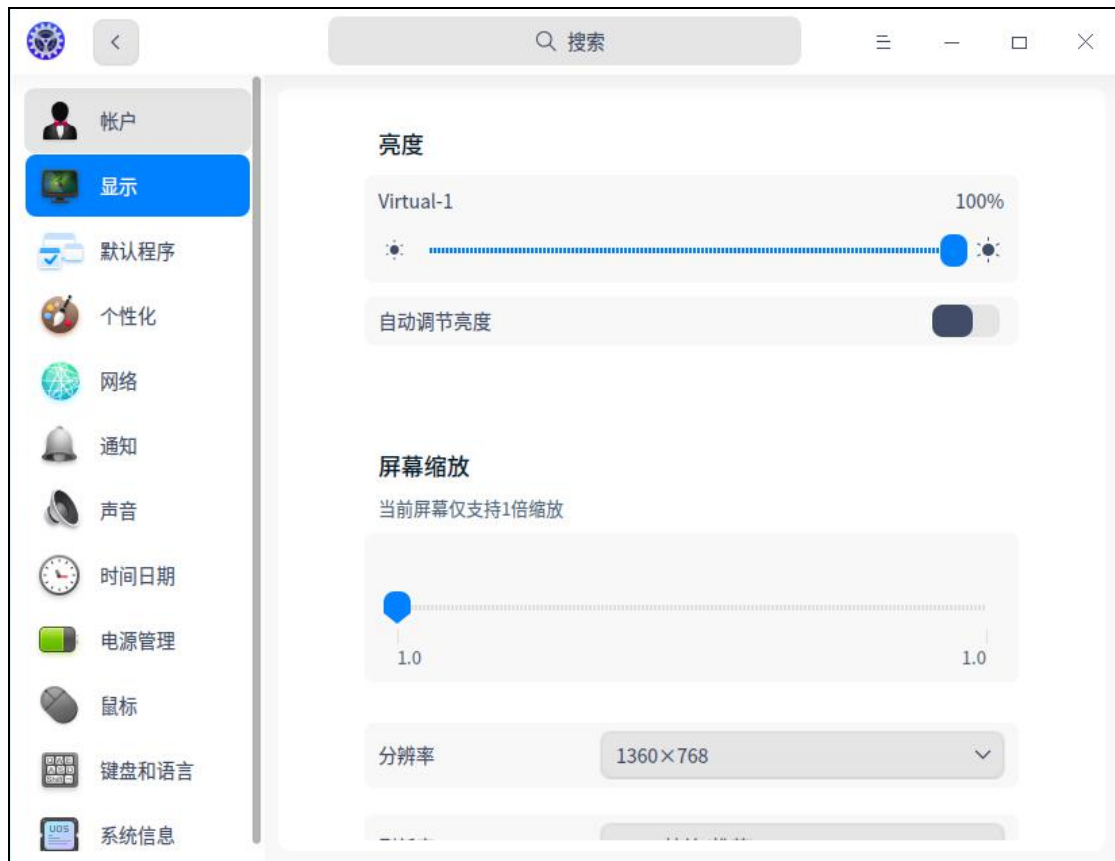 搜索
帐户
显示
默认程序
个性化
网络
通知
声音
时间日期
电源管理
鼠标
键盘和语言
UOS
系统信息
亮度
Virtual-1 100%
自动调节亮度
屏幕缩放
当前屏幕仅支持1倍缩放
1.0 1.0
分辨率 1360×768